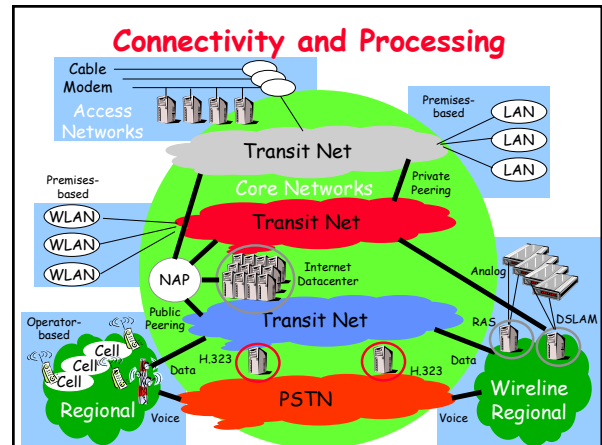 Connectivity and Processing
Cable
Modem
Access
Networks
Premises-
based
LAN
LAN
LAN
Transit Net
Private
Peering
Core Networks
Premises-
based
WLAN
WLAN
WLAN
Transit Net
NAP
Internet
Datacenter
Analog
Public
Peering
Transit Net
RAS
DSLAM
Operator-
based
Cell
Cell
Cell
Data
H.323
H.323
Data
Regional
PSTN
Wireline
Regional
Voice
Voice